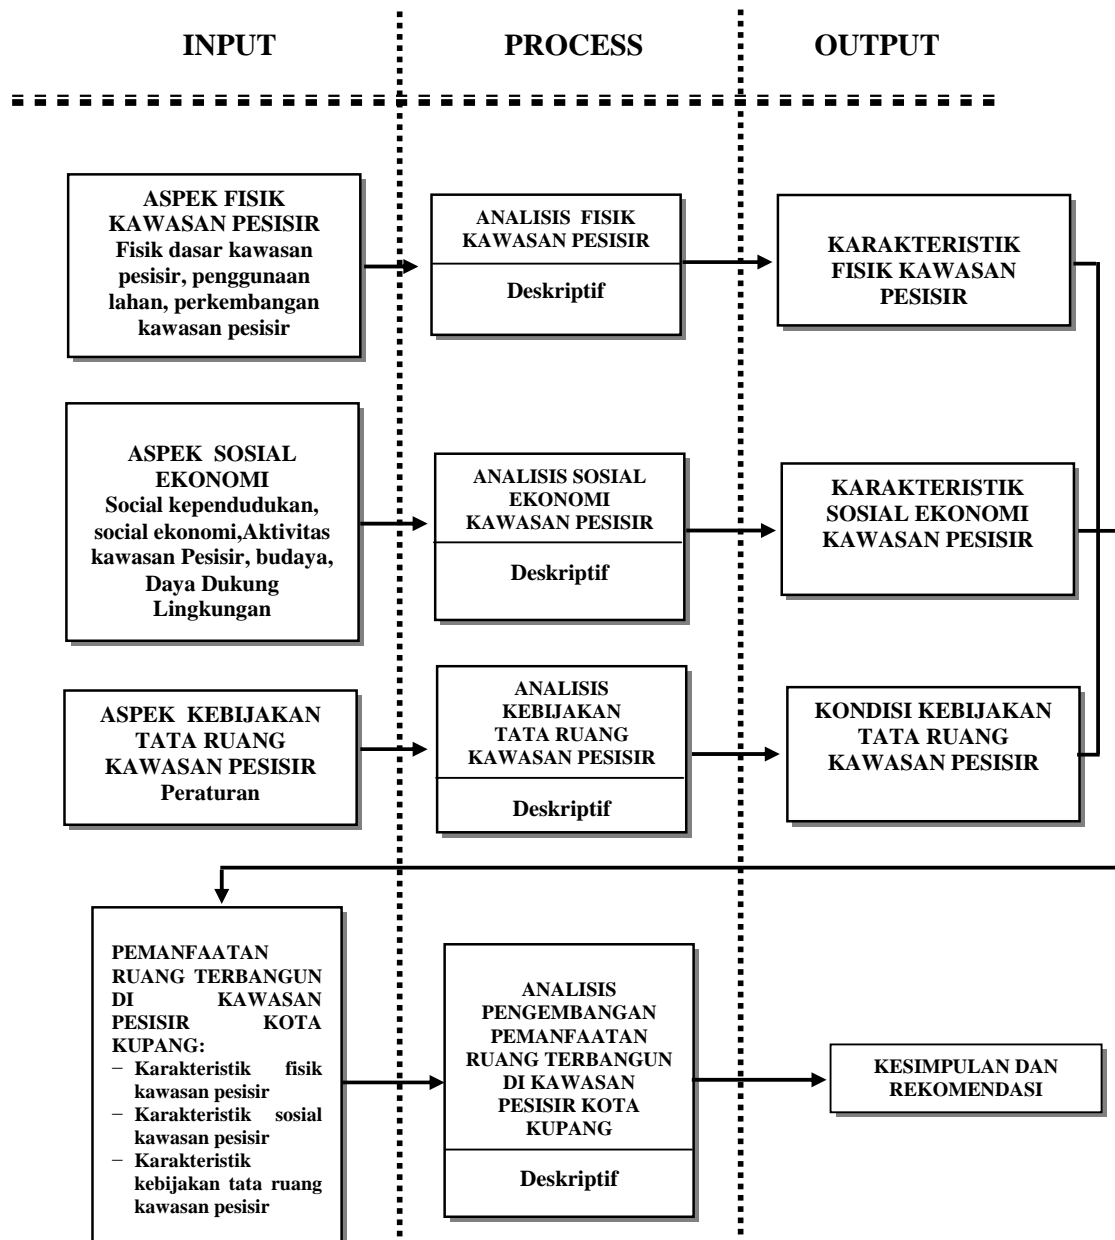 INPUT
PROCESS
OUTPUT
ASPEK FISIK
KAWASAN PESISIR
Fisik dasar kawasan
pesisir, penggunaan
lahan, perkembangan
kawasan pesisir
ANALISIS FISIK
KAWASAN PESISIR
Deskriptif
KARAKTERISTIK
FISIK KAWASAN
PESISIR
ASPEK SOSIAL
EKONOMI
Social kependudukan,
social ekonomi,Aktivitas
kawasan Pesisir, budaya,
Daya Dukung
Lingkungan
ANALISIS SOSIAL
EKONOMI
KAWASAN PESISIR
Deskriptif
KARAKTERISTIK
SOSIAL EKONOMI
KAWASAN PESISIR
ASPEK KEBIJAKAN
TATA RUANG
KAWASAN PESISIR
Peraturan
ANALISIS
KEBIJAKAN
TATA RUANG
KAWASAN PESISIR
Deskriptif
KONDISI KEBIJAKAN
TATA RUANG
KAWASAN PESISIR
PEMANFAATAN
RUANG TERBANGUN
DI KAWASAN
PESISIR KOTA
KUPANG:
− Karakteristik fisik
kawasan pesisir
− Karakteristik sosial
kawasan pesisir
− Karakteristik
kebijakan tata ruang
kawasan pesisir
ANALISIS
PENGEMBANGAN
PEMANFAATAN
RUANG TERBANGUN
DI KAWASAN
PESISIR KOTA
KUPANG
Deskriptif
KESIMPULAN DAN
REKOMENDASI